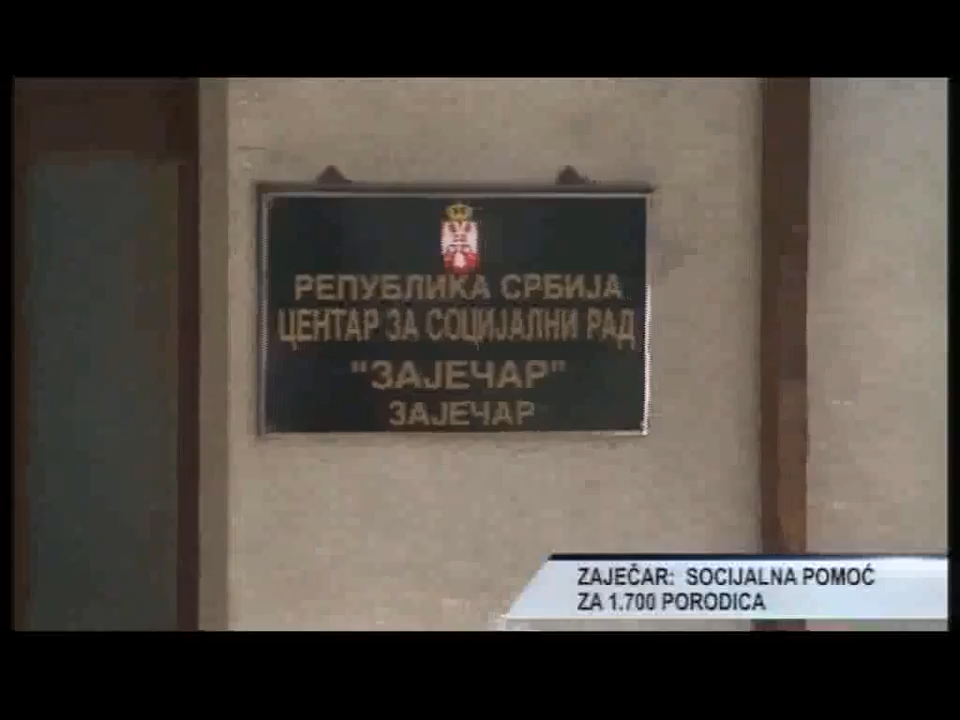 РЕПУБЛИКА СРБИЈА
ЦЕНТАР ЗА СОЦИЈАЛНИ РАД
"ЗАЈЕЧАР"
ЗАЈЕЧАР
ZAJEČAR: SOCIJALNA POMOĆ
ZA 1.700 PORODICA